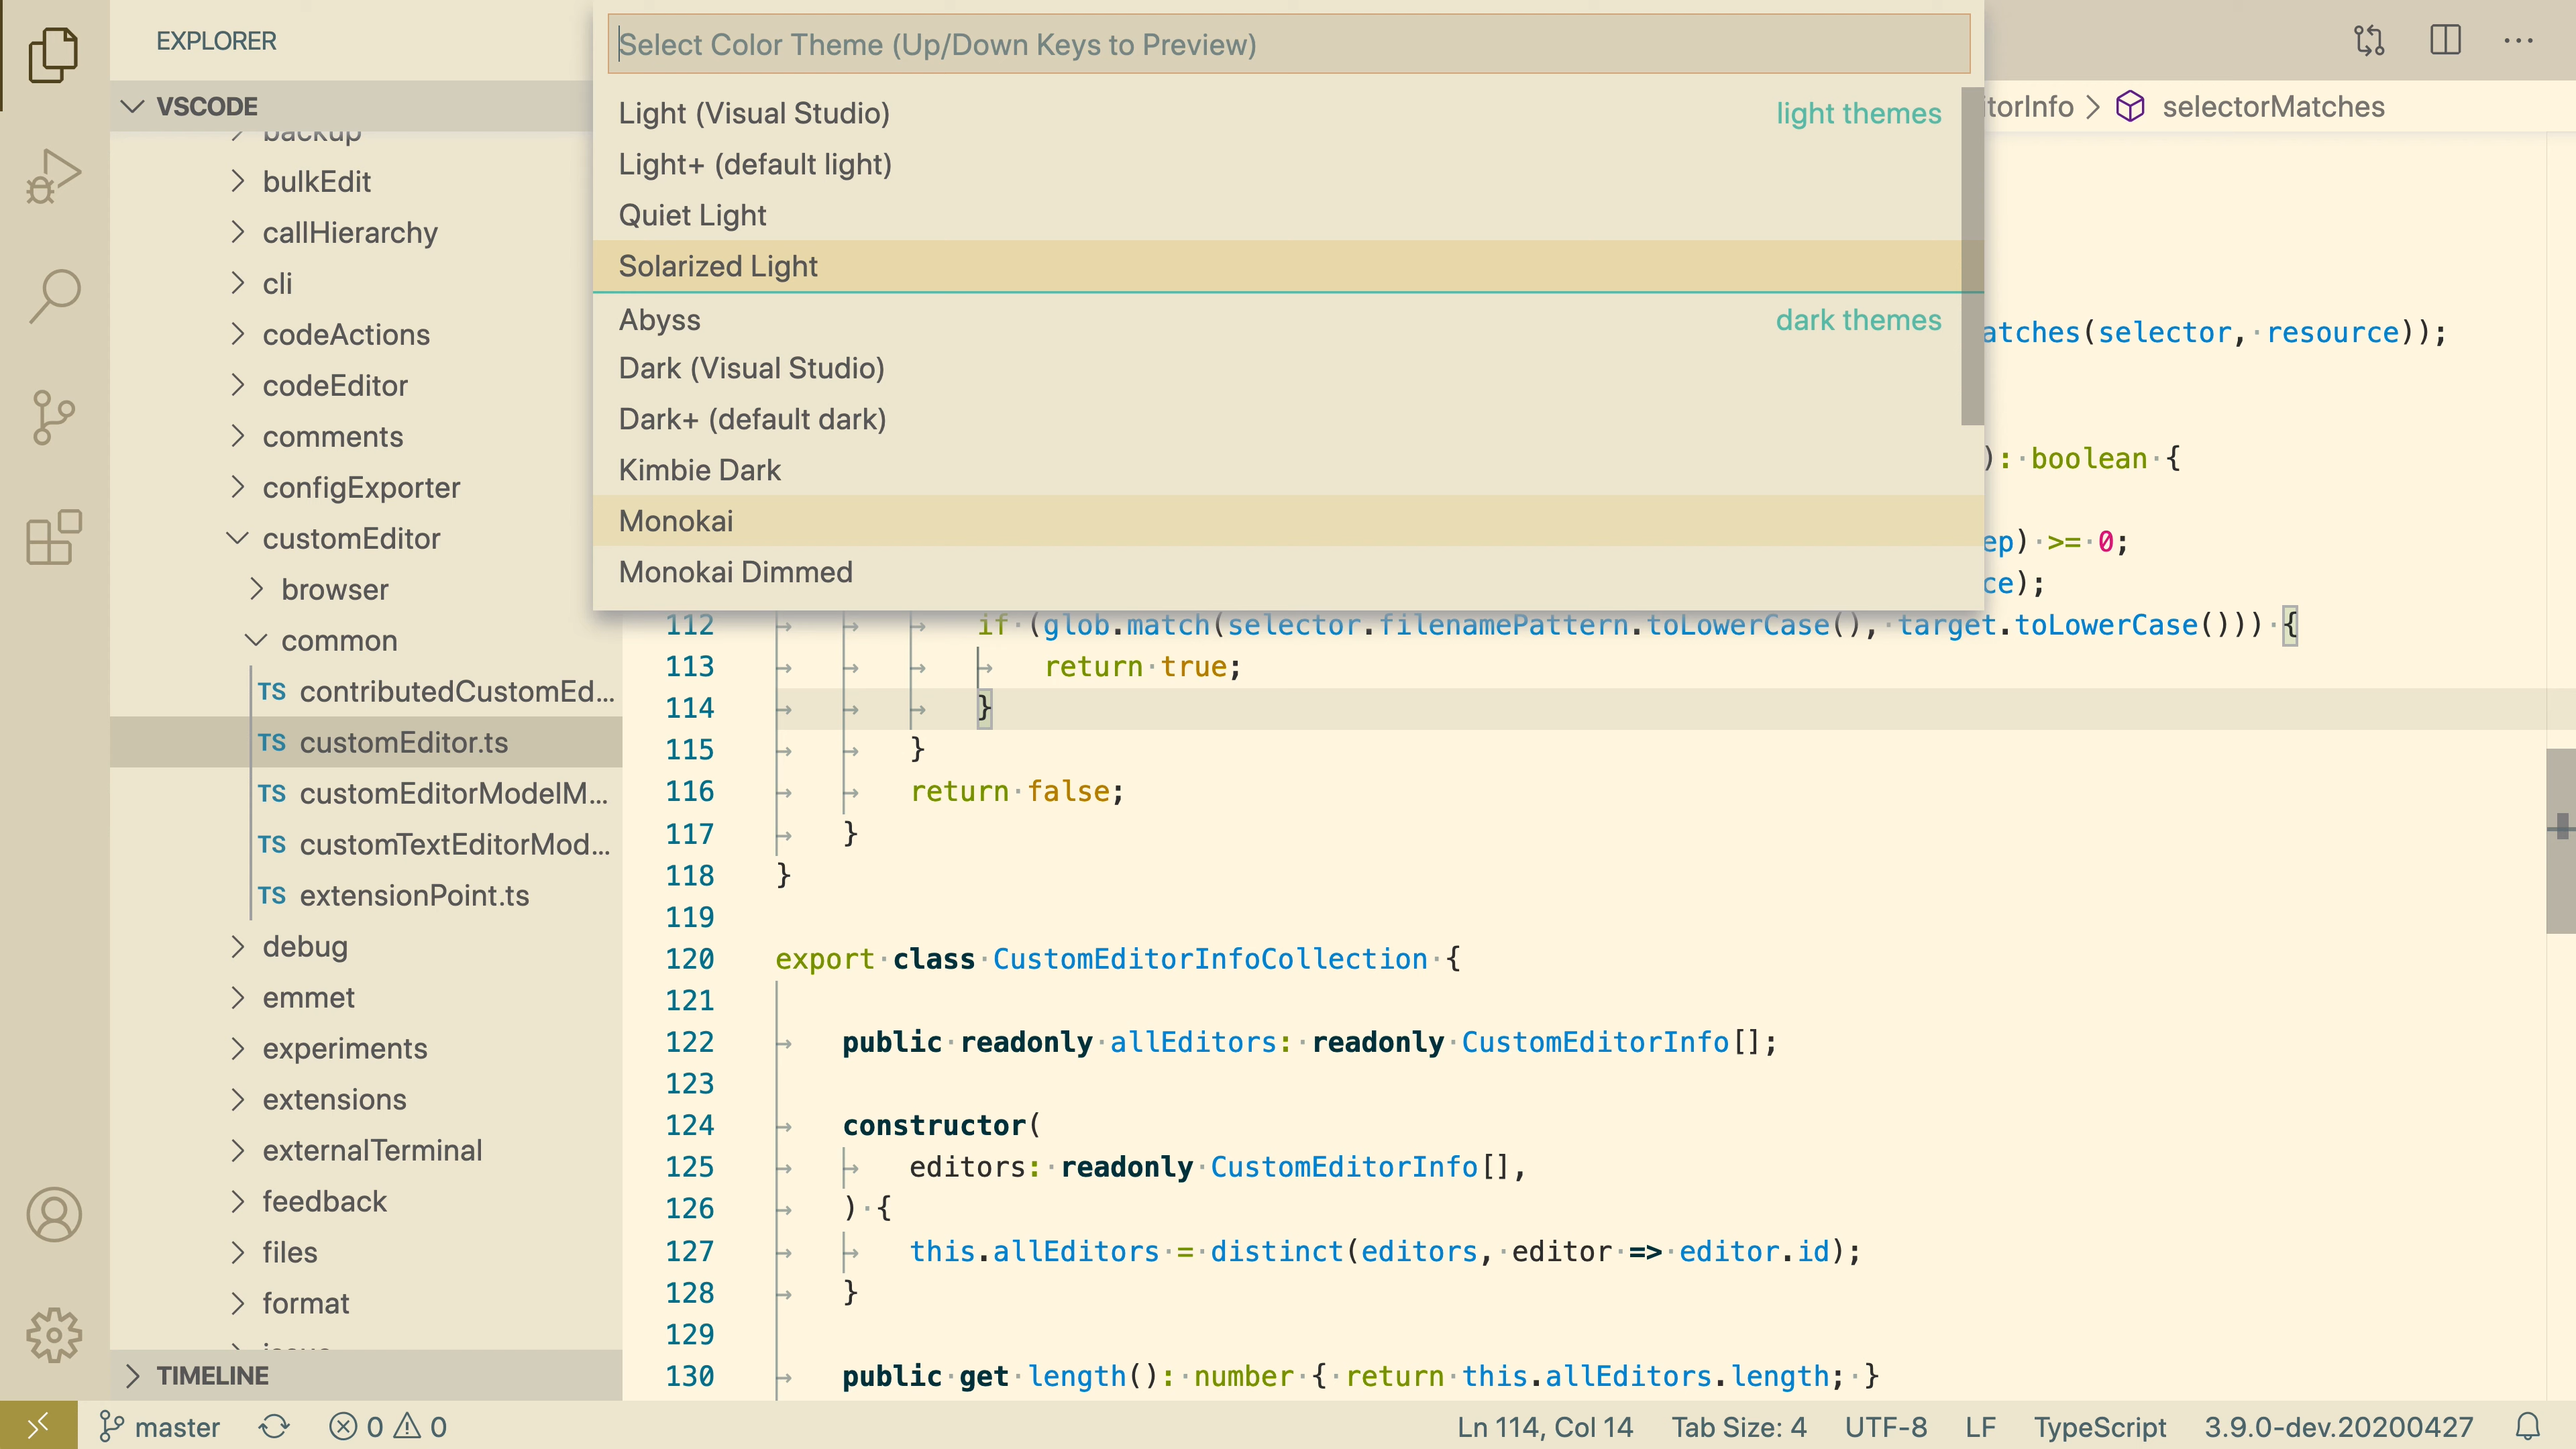 EXPLORER
VSCODE
backup
bulkEdit
callHierarchy
cli
codeActions
codeEditor
comments
configExporter
customEditor
browser
common
TS contributedCustomEd...
TS customEditor.ts
TS customEditorModelM...
TS customTextEditorMod...
TS extensionPoint.ts
debug
emmet
experiments
extensions
externalTerminal
feedback
files
format
TIMELINE
Select Color Theme (Up/Down Keys to Preview)
Light (Visual Studio) light themes
Light+ (default light)
Quiet Light
Solarized Light
Abyss dark themes
Dark (Visual Studio)
Dark+ (default dark)
Kimbie Dark
Monokai
Monokai Dimmed
torInfo > selectorMatches
atches(selector, resource));
): boolean {
ep) >= 0;
ce);
112 if (glob.match(selector.filenamePattern.toLowerCase(), target.toLowerCase())) {
113 return true;
114 }
115 }
116 return false;
117 }
118 }
119
120 export class CustomEditorInfoCollection {
121
122 public readonly allEditors: readonly CustomEditorInfo[];
123
124 constructor(
125 editors: readonly CustomEditorInfo[],
126 ) {
127 this.allEditors = distinct(editors, editor => editor.id);
128 }
129
130 public get length(): number { return this.allEditors.length; }
master 0 0 Ln 114, Col 14 Tab Size: 4 UTF-8 LF TypeScript 3.9.0-dev.20200427